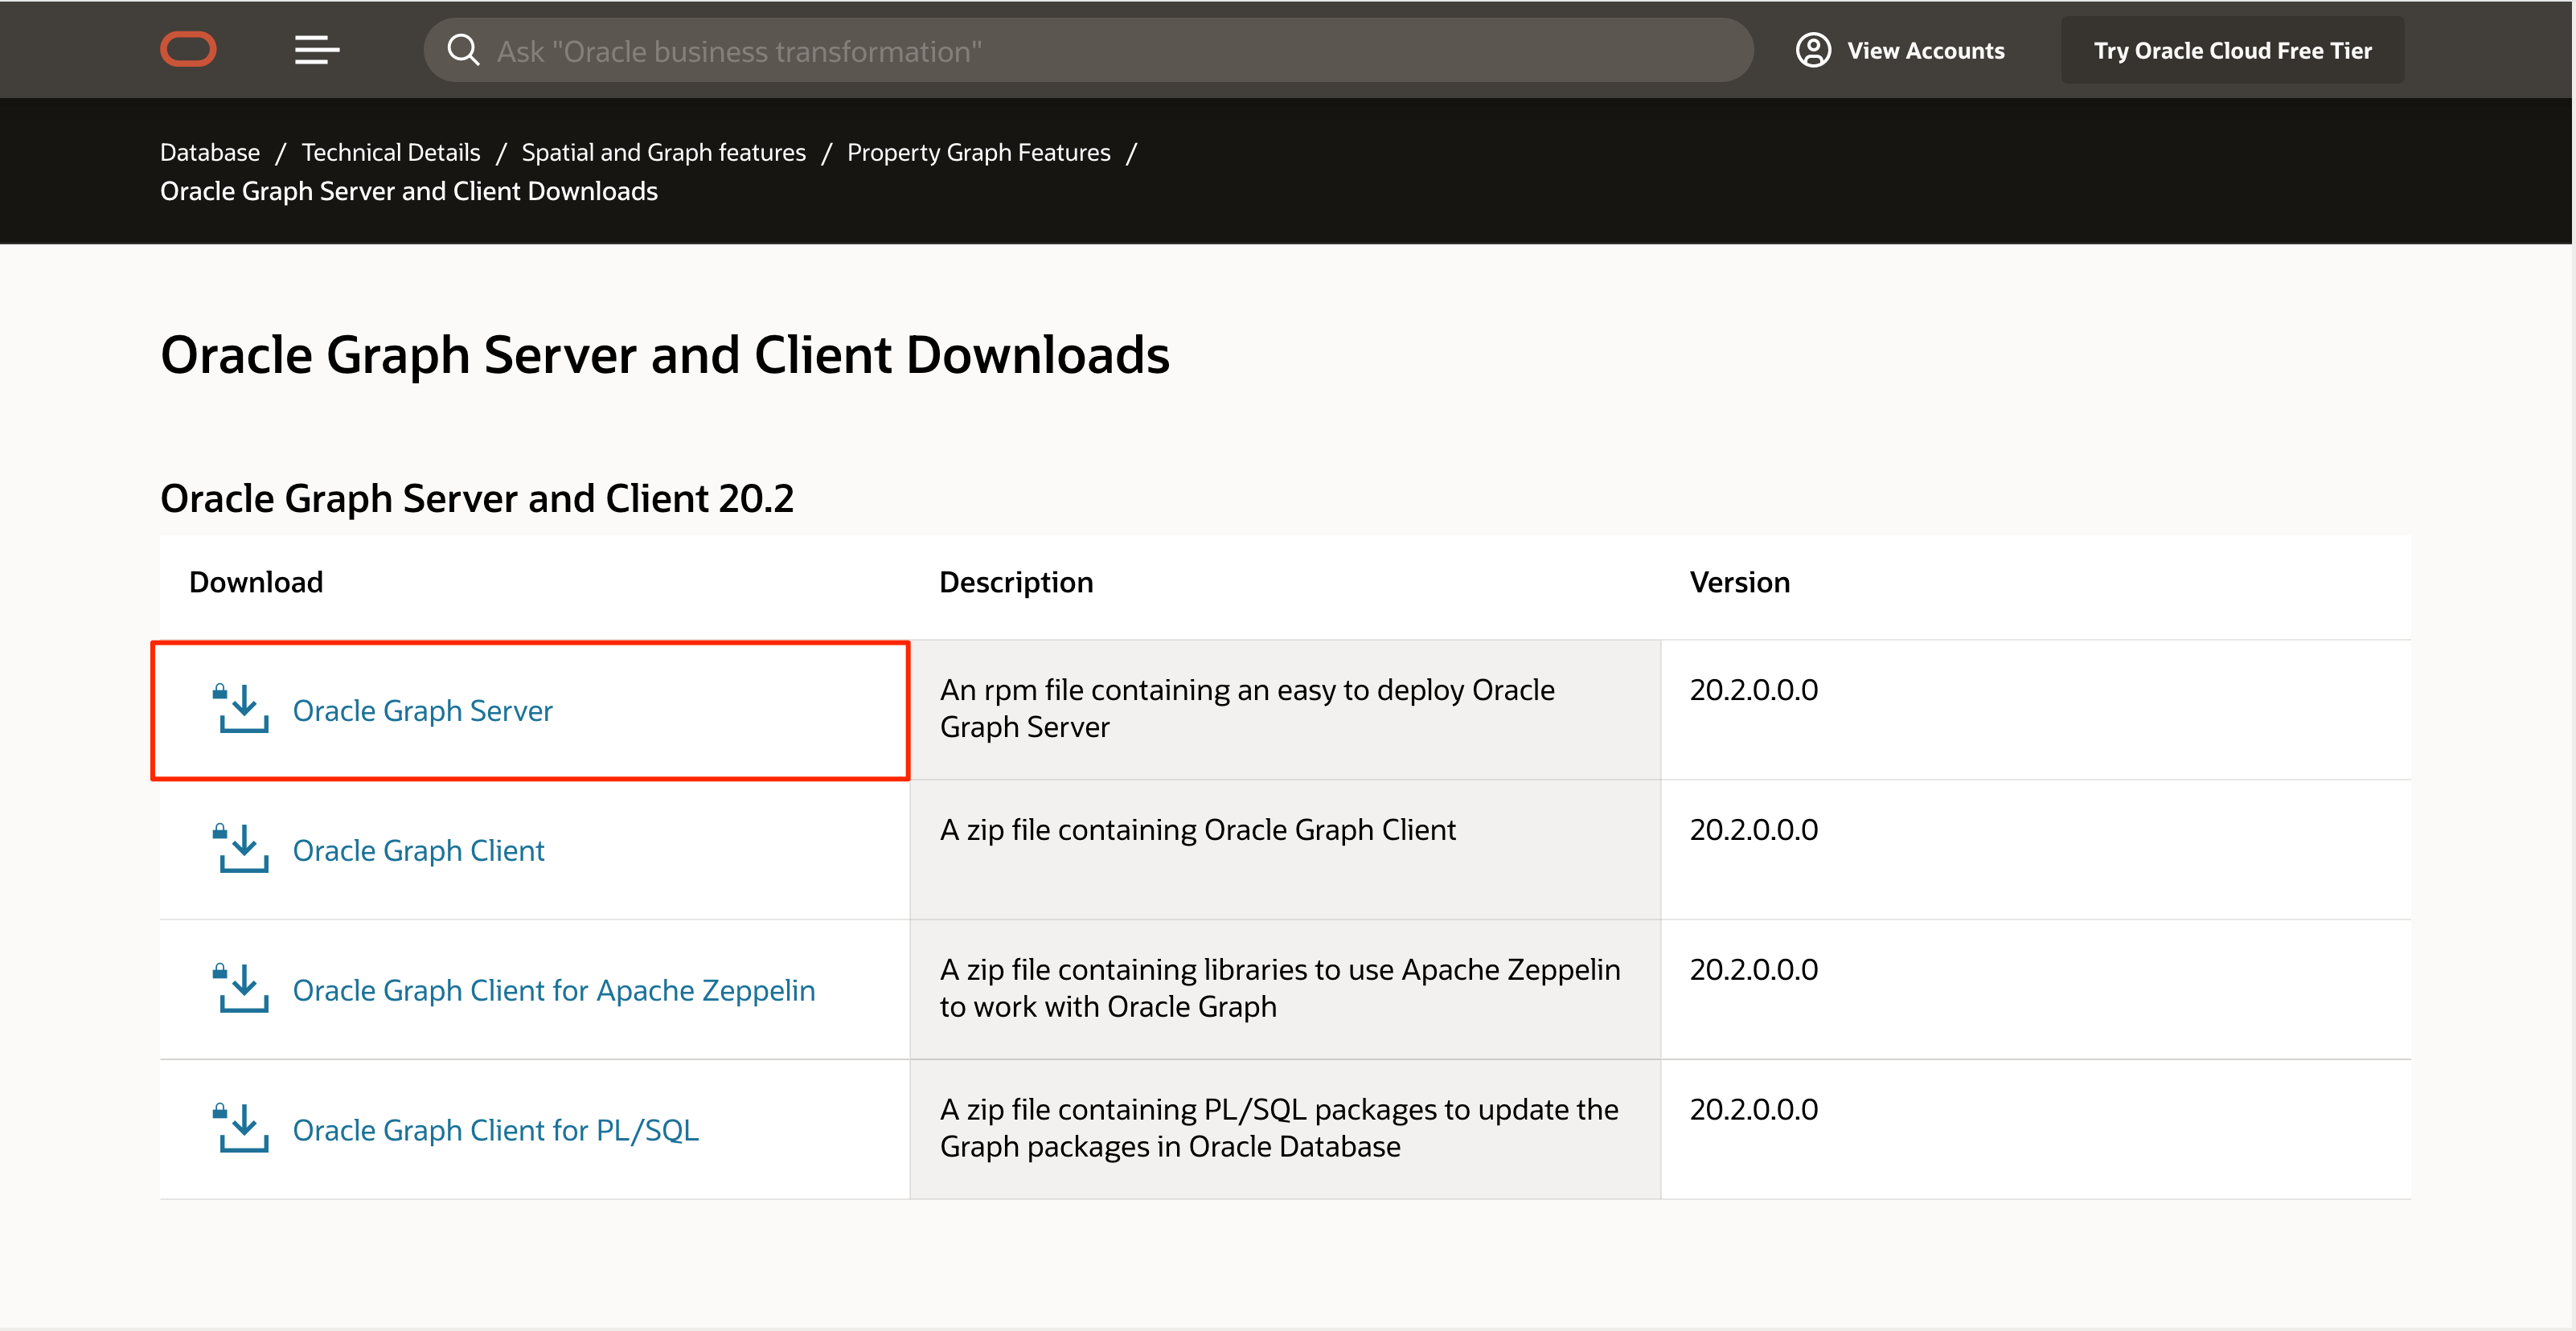 Ask "Oracle business transformation"
View Accounts
Try Oracle Cloud Free Tier
Database / Technical Details / Spatial and Graph features / Property Graph Features /
Oracle Graph Server and Client Downloads
Oracle Graph Server and Client Downloads
Oracle Graph Server and Client 20.2
Download
Description
Version
Oracle Graph Server
An rpm file containing an easy to deploy Oracle
Graph Server
20.2.0.0.0
Oracle Graph Client
A zip file containing Oracle Graph Client
20.2.0.0.0
Oracle Graph Client for Apache Zeppelin
A zip file containing libraries to use Apache Zeppelin
to work with Oracle Graph
20.2.0.0.0
Oracle Graph Client for PL/SQL
A zip file containing PL/SQL packages to update the
Graph packages in Oracle Database
20.2.0.0.0